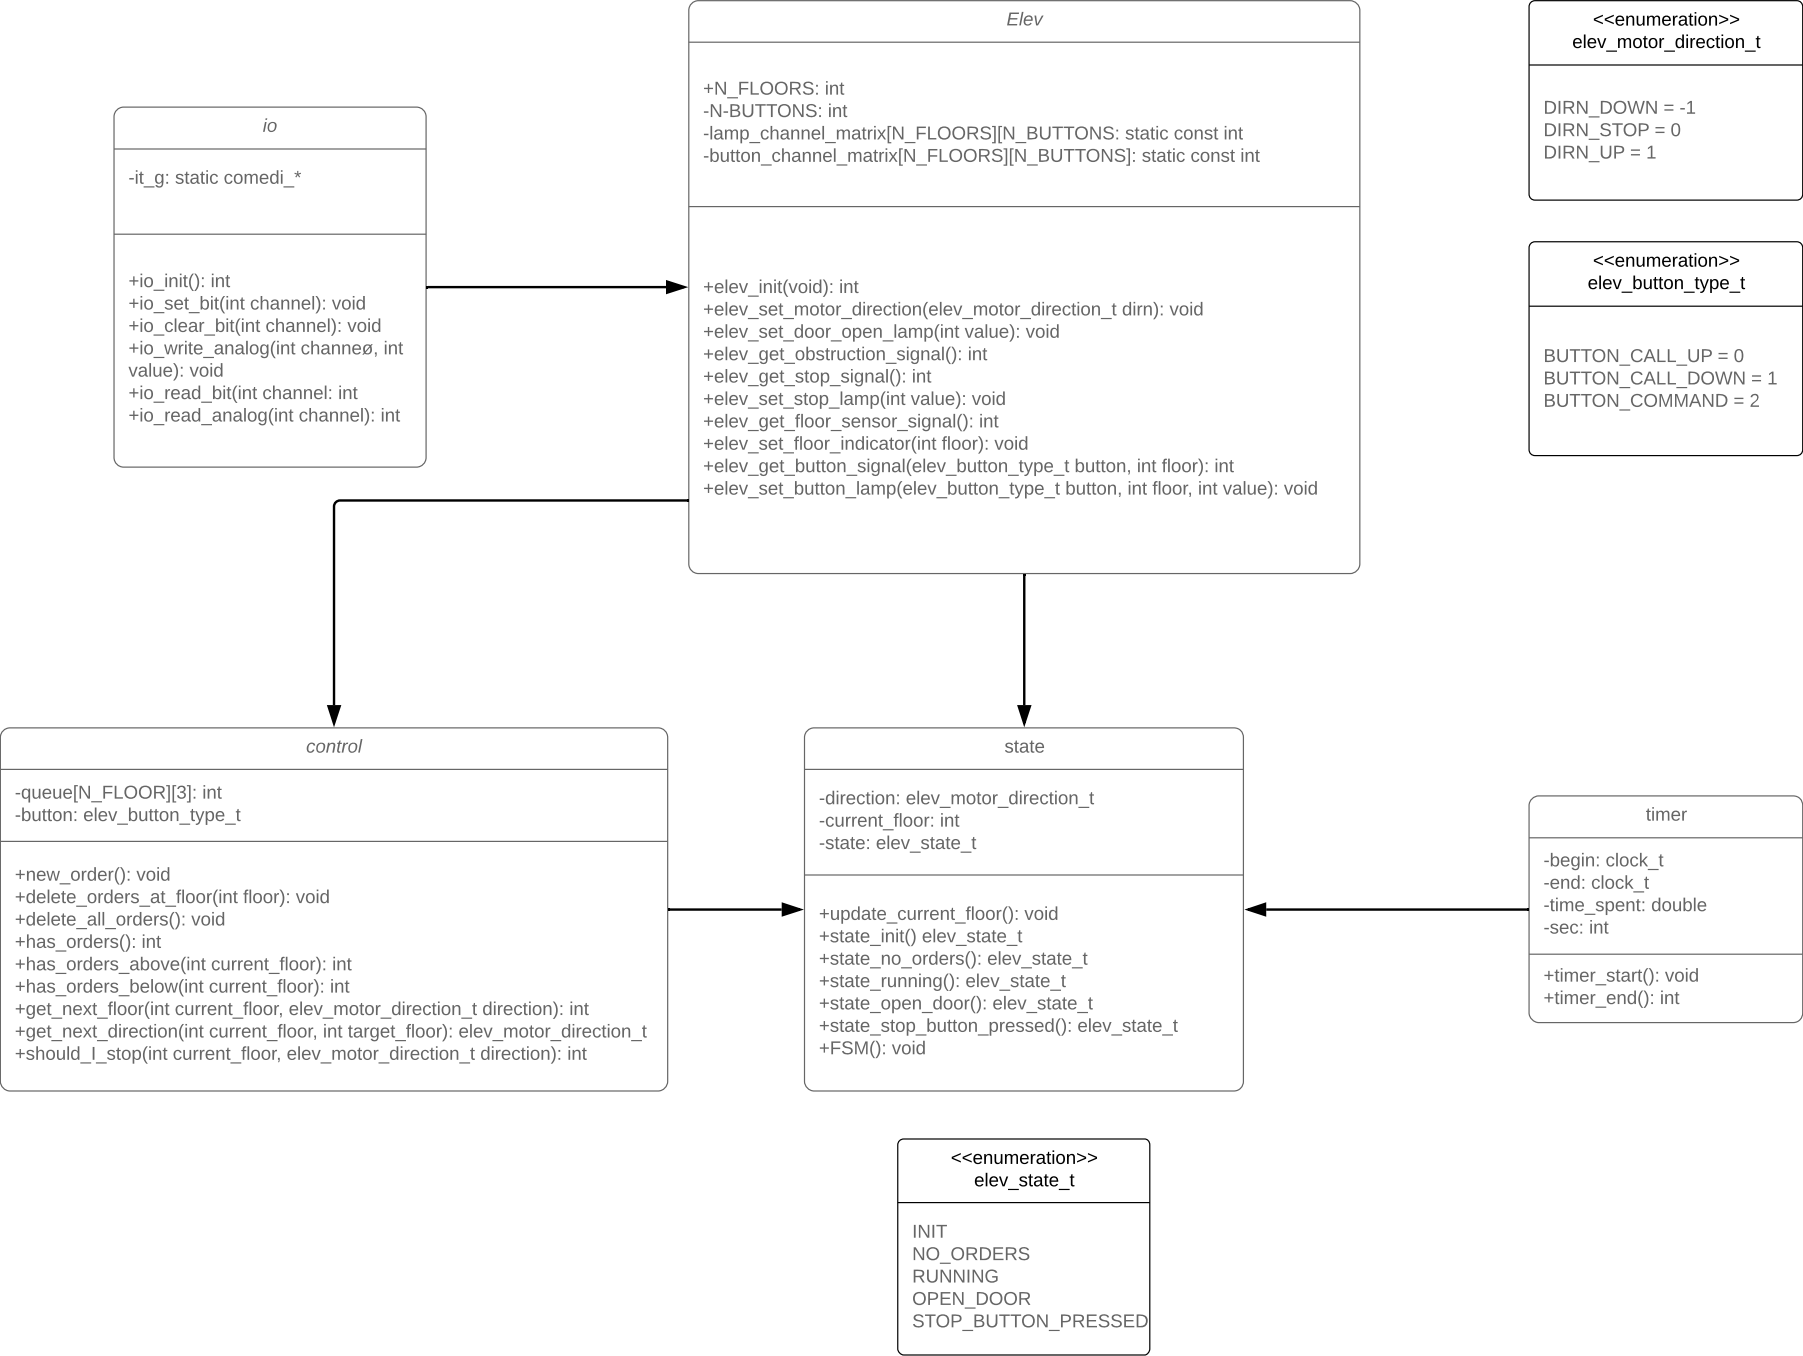 io
-it_g: static comedi_*
+io_init(): int
+io_set_bit(int channel): void
+io_clear_bit(int channel): void
+io_write_analog(int channeø, int
value): void
+io_read_bit(int channel: int
+io_read_analog(int channel): int
Elev
+N_FLOORS: int
-N-BUTTONS: int
-lamp_channel_matrix[N_FLOORS][N_BUTTONS: static const int
-button_channel_matrix[N_FLOORS][N_BUTTONS]: static const int
+elev_init(void): int
+elev_set_motor_direction(elev_motor_direction_t dirn): void
+elev_set_door_open_lamp(int value): void
+elev_get_obstruction_signal(): int
+elev_get_stop_signal(): int
+elev_set_stop_lamp(int value): void
+elev_get_floor_sensor_signal(): int
+elev_set_floor_indicator(int floor): void
+elev_get_button_signal(elev_button_type_t button, int floor): int
+elev_set_button_lamp(elev_button_type_t button, int floor, int value): void
<<enumeration>>
elev_motor_direction_t
DIRN_DOWN = -1
DIRN_STOP = 0
DIRN_UP = 1
<<enumeration>>
elev_button_type_t
BUTTON_CALL_UP = 0
BUTTON_CALL_DOWN = 1
BUTTON_COMMAND = 2
control
-queue[N_FLOOR][3]: int
-button: elev_button_type_t
+new_order(): void
+delete_orders_at_floor(int floor): void
+delete_all_orders(): void
+has_orders(): int
+has_orders_above(int current_floor): int
+has_orders_below(int current_floor): int
+get_next_floor(int current_floor, elev_motor_direction_t direction): int
+get_next_direction(int current_floor, int target_floor): elev_motor_direction_t
+should_I_stop(int current_floor, elev_motor_direction_t direction): int
state
-direction: elev_motor_direction_t
-current_floor: int
-state: elev_state_t
+update_current_floor(): void
+state_init() elev_state_t
+state_no_orders(): elev_state_t
+state_running(): elev_state_t
+state_open_door(): elev_state_t
+state_stop_button_pressed(): elev_state_t
+FSM(): void
timer
-begin: clock_t
-end: clock_t
-time_spent: double
-sec: int
+timer_start(): void
+timer_end(): int
<<enumeration>>
elev_state_t
INIT
NO_ORDERS
RUNNING
OPEN_DOOR
STOP_BUTTON_PRESSED